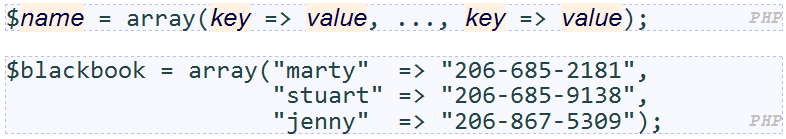 $name = array(key => value, ..., key => value); PHP
$blackbook = array("marty"  => "206-685-2181",
                   "stuart" => "206-685-9138",
                   "jenny"  => "206-867-5309"); PHP